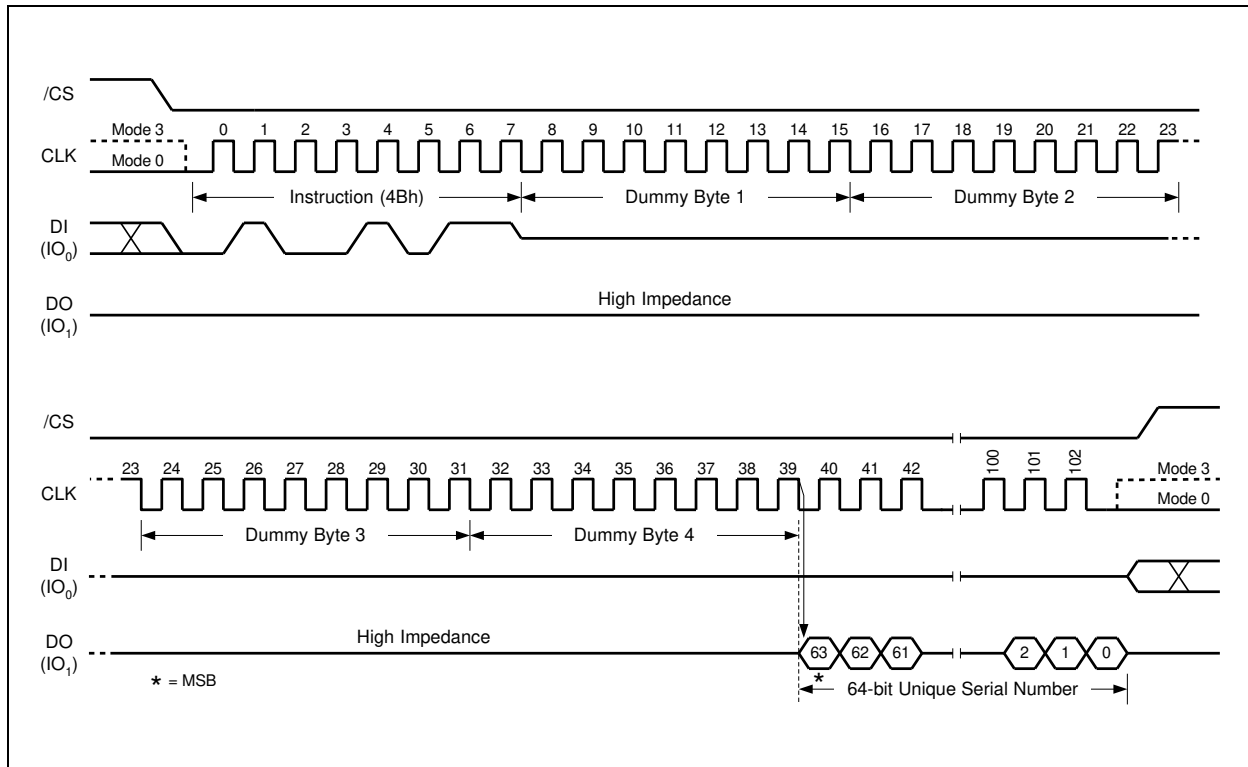 /CS
Mode 3
0 1 2 3 4 5 6 7 8 9 10 11 12 13 14 15 16 17 18 19 20 21 22 23
CLK
Mode 0
Instruction (4Bh) Dummy Byte 1 Dummy Byte 2
DI
(IO0)
High Impedance
DO
(IO1)
/CS
23 24 25 26 27 28 29 30 31 32 33 34 35 36 37 38 39 40 41 42 100 101 102
Mode 3
CLK
Mode 0
Dummy Byte 3 Dummy Byte 4
DI
(IO0)
High Impedance
DO
(IO1)
63 62 61 2 1 0
* = MSB
*
64-bit Unique Serial Number